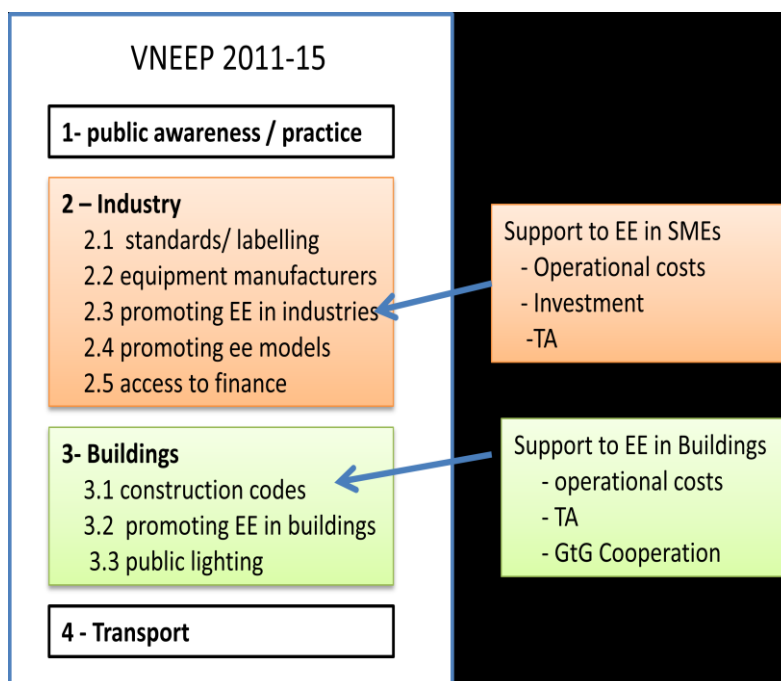 VNEEP 2011-15
1- public awareness / practice
2 – Industry
2.1 standards/ labelling
2.2 equipment manufacturers
2.3 promoting EE in industries
2.4 promoting ee models
2.5 access to finance
3- Buildings
3.1 construction codes
3.2 promoting EE in buildings
3.3 public lighting
4 - Transport
Support to EE in SMEs
- Operational costs
- Investment
-TA
Support to EE in Buildings
- operational costs
- TA
- GtG Cooperation